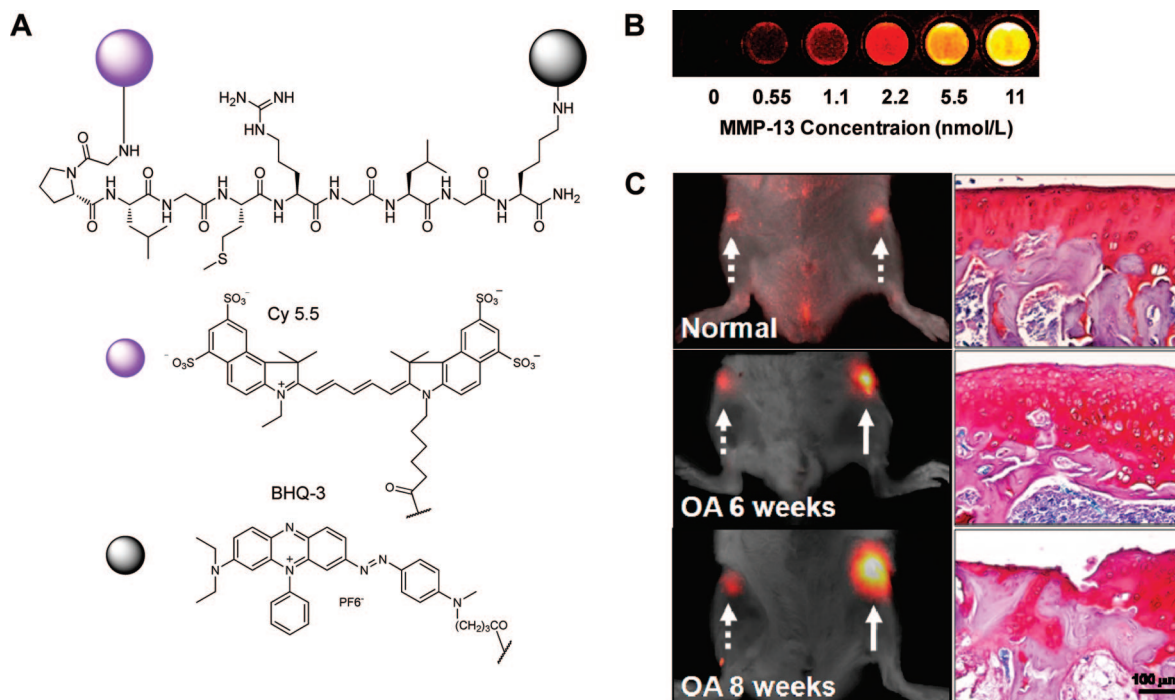 A
H2N NH
HN
NH
O
N
HN
O
H
N
O
N
H
O
H
N
O
N
H
O
H
N
O
N
H
O
H
N
O
NH2
S
Cy 5.5
SO3⁻
⁻O3S
N+
N
SO3⁻
SO3⁻
O
BHQ-3
N
N
N+
N
N
PF6-
N
(CH2)3CO
B
0 0.55 1.1 2.2 5.5 11
MMP-13 Concentraion (nmol/L)
C
Normal
OA 6 weeks
OA 8 weeks
100 µm